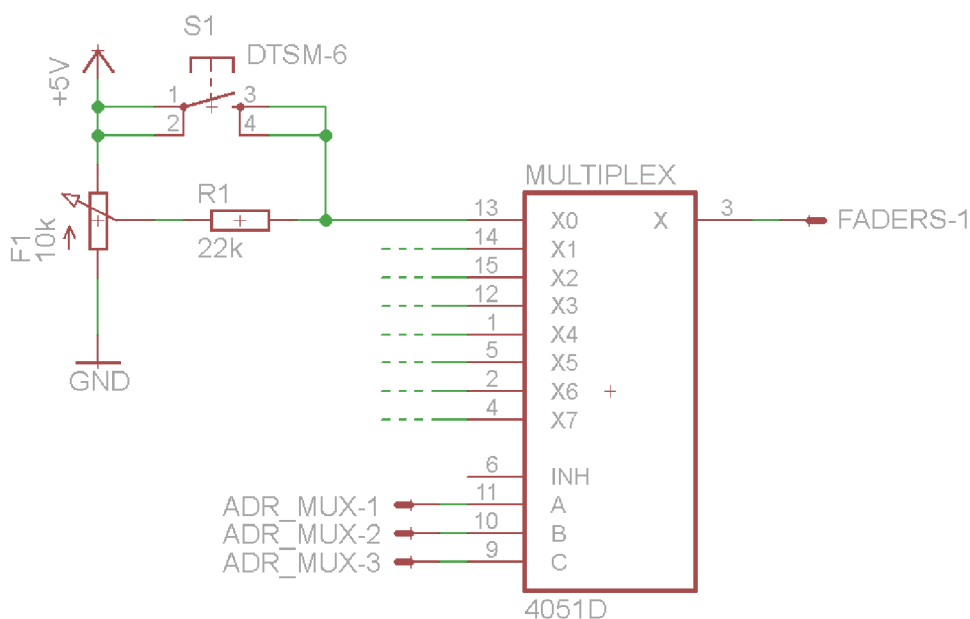 S1
DTSM-6
+5V
1
3
2
4
MULTIPLEX
R1
22k
F1
10k
GND
13 X0 X 3 FADERS-1
14 X1
15 X2
12 X3
1 X4
5 X5
2 X6
4 X7
6 INH
ADR_MUX-1 11 A
ADR_MUX-2 10 B
ADR_MUX-3 9 C
4051D